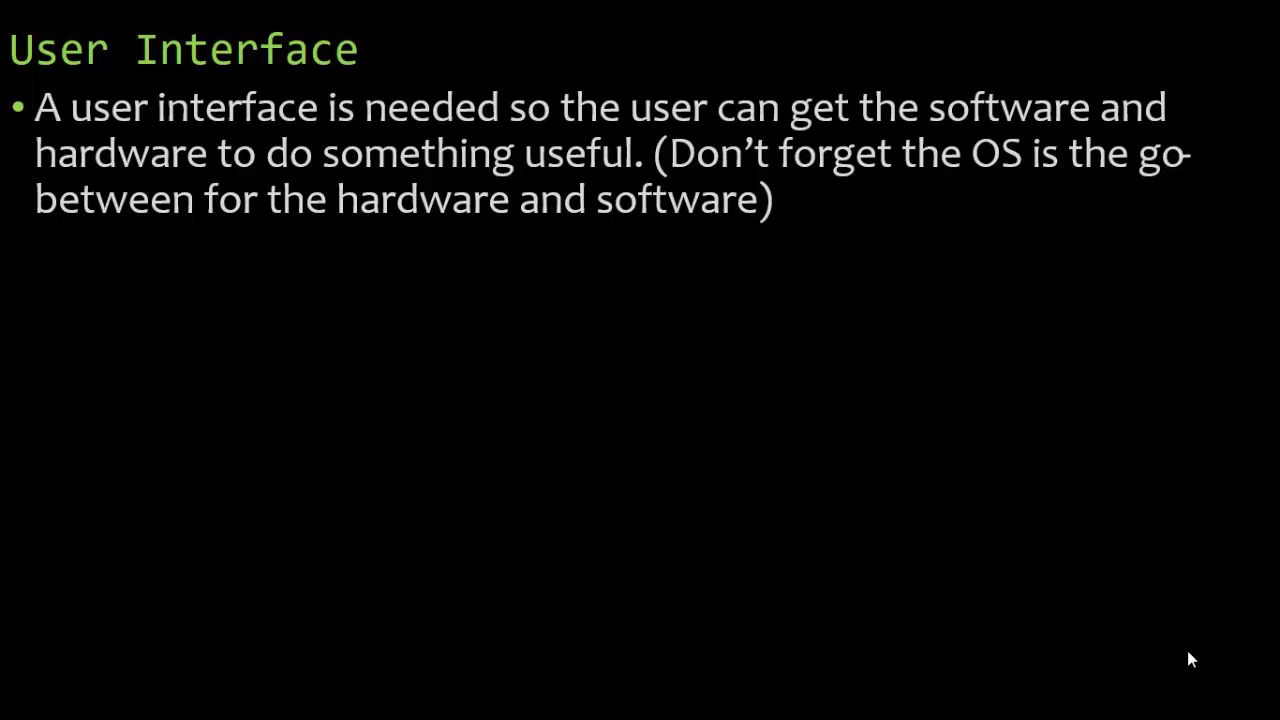 User Interface
• A user interface is needed so the user can get the software and
hardware to do something useful. (Don’t forget the OS is the go-
between for the hardware and software)